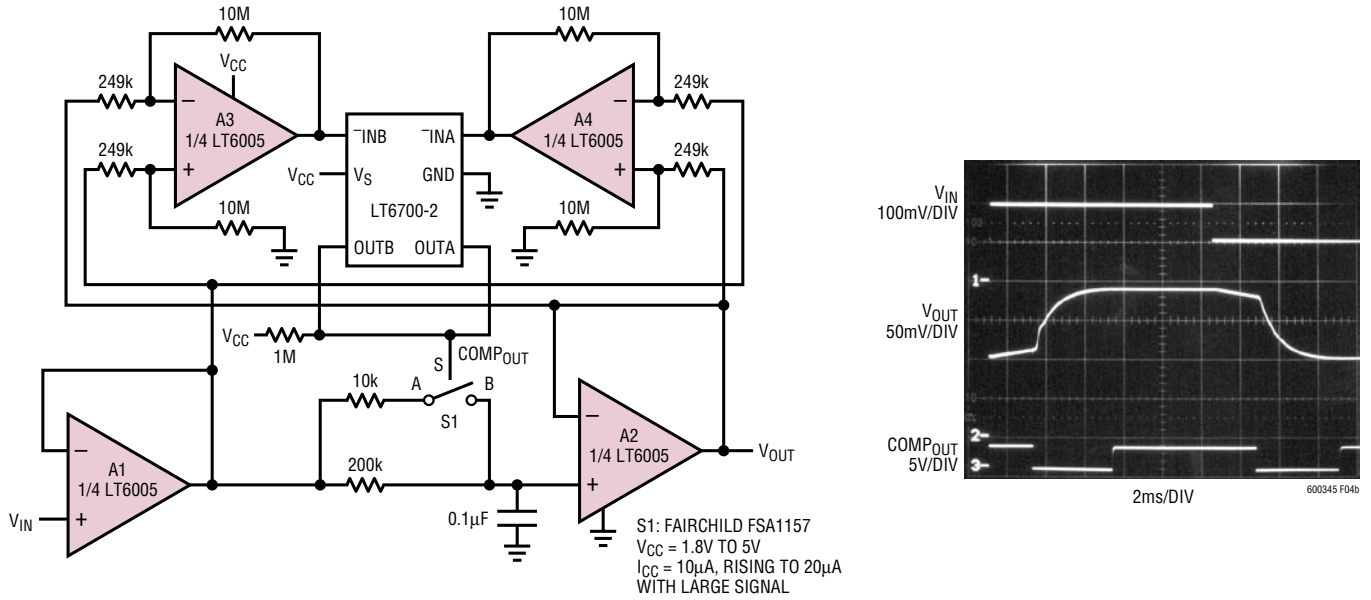 10M
10M
VCC
249k
249k
−
−
A3
1/4 LT6005
A4
1/4 LT6005
¯INB
¯INA
249k
249k
+
+
VCC
VS
GND
LT6700-2
10M
10M
OUTB
OUTA
VCC
1M
S
COMPOUT
10k
A
B
S1
−
A1
1/4 LT6005
+
VIN
200k
−
A2
1/4 LT6005
+
VOUT
0.1µF
S1: FAIRCHILD FSA1157
VCC = 1.8V TO 5V
ICC = 10µA, RISING TO 20µA
WITH LARGE SIGNAL
VIN
100mV/DIV
100
90
1–
VOUT
50mV/DIV
10
COMPOUT
5V/DIV
2–
3–
2ms/DIV
600345 F04b